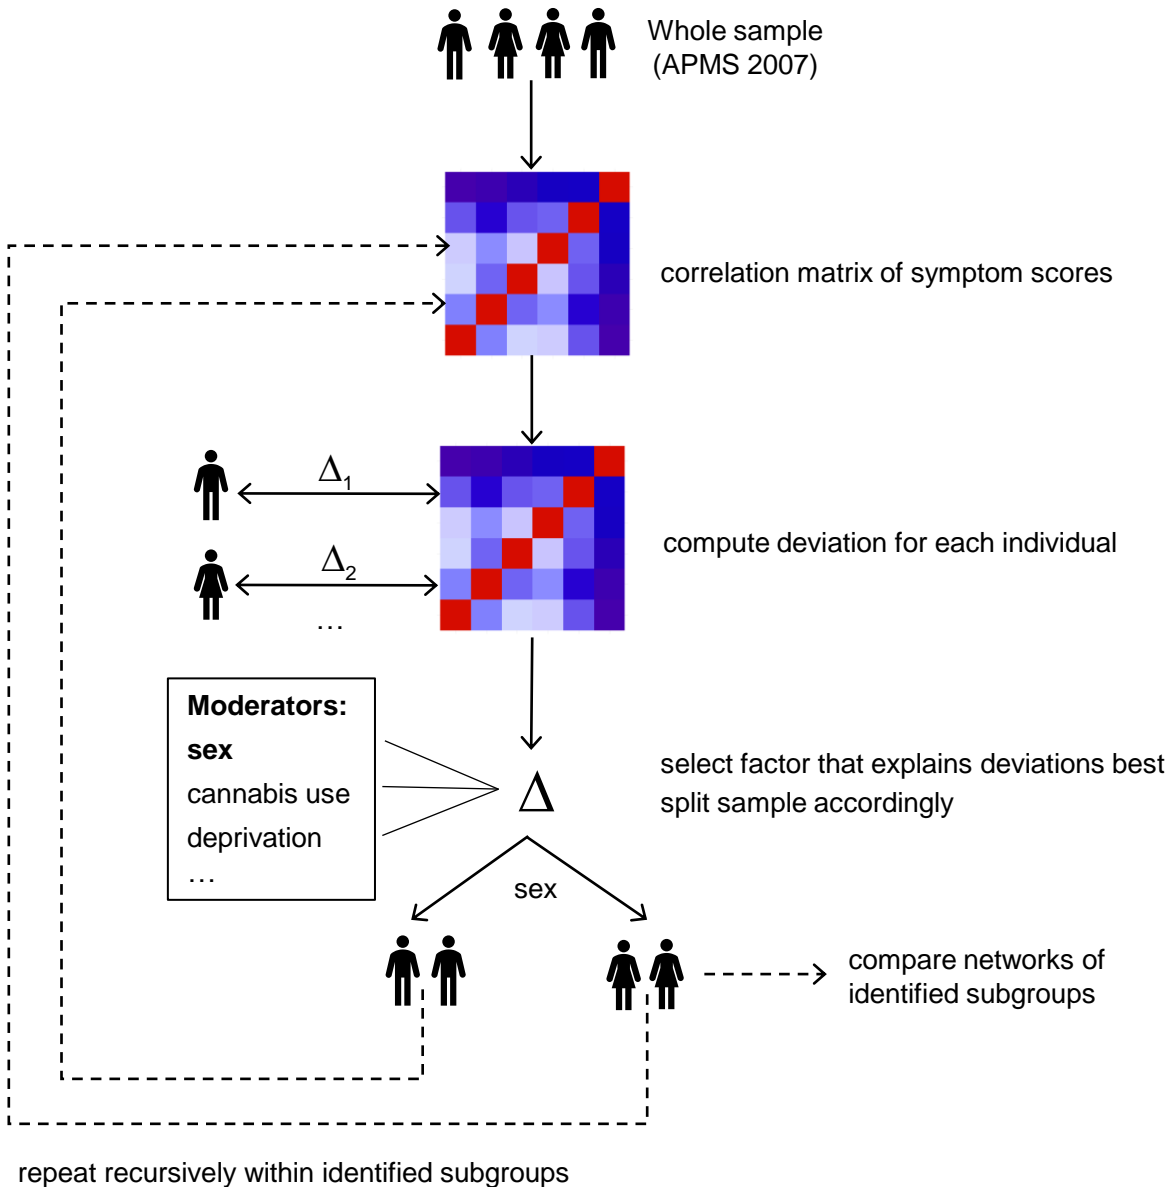 Whole sample
(APMS 2007)
correlation matrix of symptom scores
Δ1
compute deviation for each individual
Δ2
…
Moderators:
sex
cannabis use
deprivation
…
Δ
select factor that explains deviations best
split sample accordingly
sex
compare networks of
identified subgroups
repeat recursively within identified subgroups